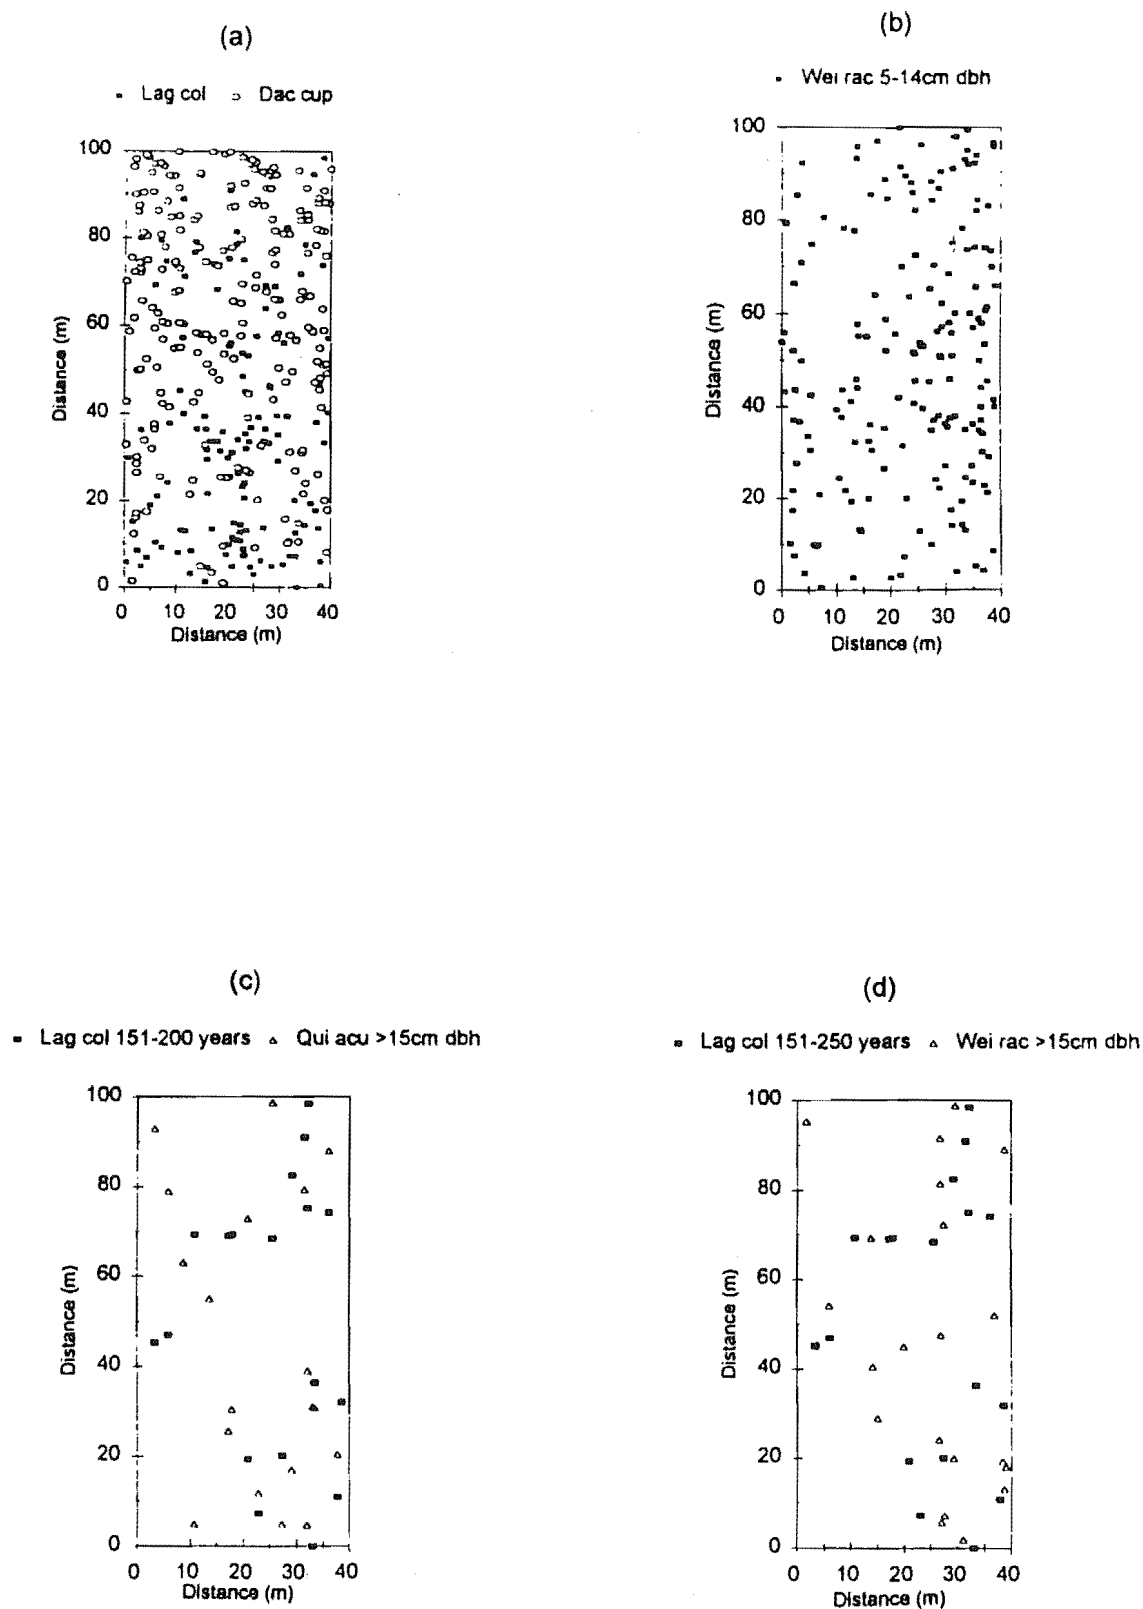 (a)
Lag col Dac cup
100
80
60
40
20
0
Distance (m)
0 10 20 30 40
Distance (m)
(b)
Wei rac 5-14cm dbh
100
80
60
40
20
0
Distance (m)
0 10 20 30 40
Distance (m)
(c)
Lag col 151-200 years Qui acu >15cm dbh
100
80
60
40
20
0
Distance (m)
0 10 20 30 40
Distance (m)
(d)
Lag col 151-250 years Wei rac >15cm dbh
100
80
60
40
20
0
Distance (m)
0 10 20 30 40
Distance (m)